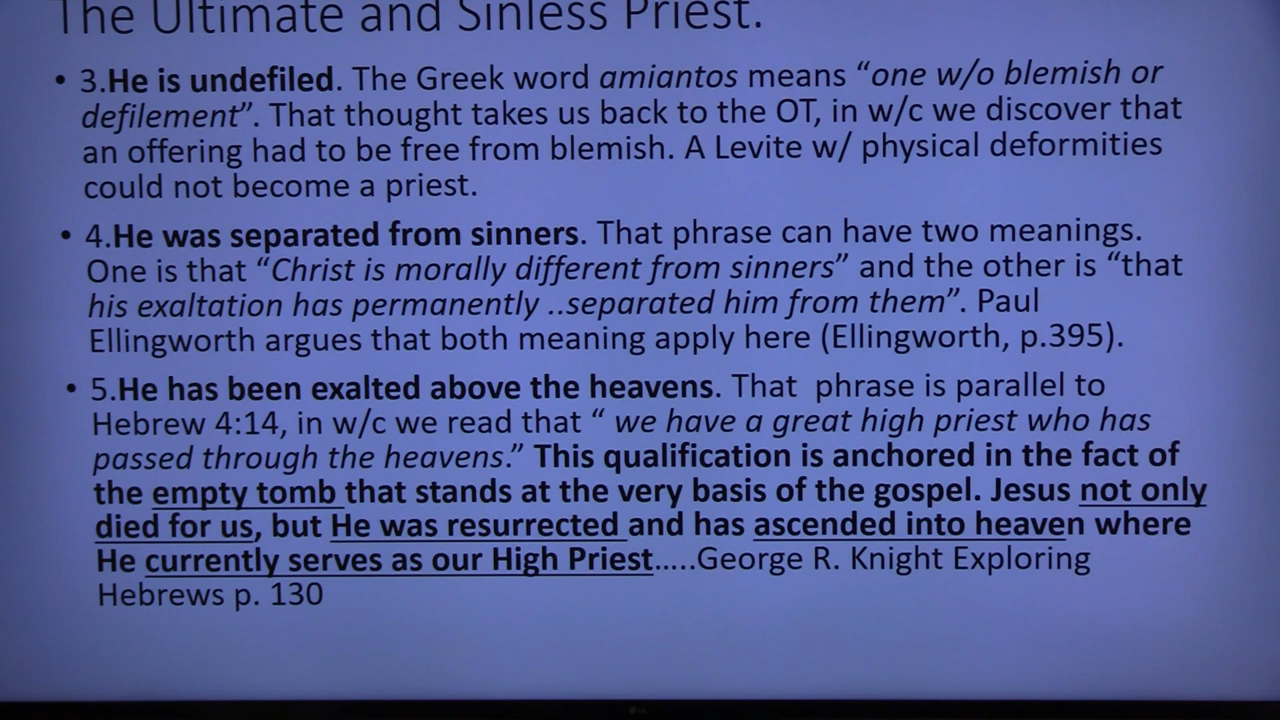 The Ultimate and Sinless Priest.
• 3.He is undefiled. The Greek word amiantos means “one w/o blemish or
defilement”. That thought takes us back to the OT, in w/c we discover that
an offering had to be free from blemish. A Levite w/ physical deformities
could not become a priest.
• 4.He was separated from sinners. That phrase can have two meanings.
One is that “Christ is morally different from sinners” and the other is “that
his exaltation has permanently ..separated him from them”. Paul
Ellingworth argues that both meaning apply here (Ellingworth, p.395).
• 5.He has been exalted above the heavens. That  phrase is parallel to
Hebrew 4:14, in w/c we read that “ we have a great high priest who has
passed through the heavens.” This qualification is anchored in the fact of
the empty tomb that stands at the very basis of the gospel. Jesus not only
died for us, but He was resurrected and has ascended into heaven where
He currently serves as our High Priest…..George R. Knight Exploring
Hebrews p. 130